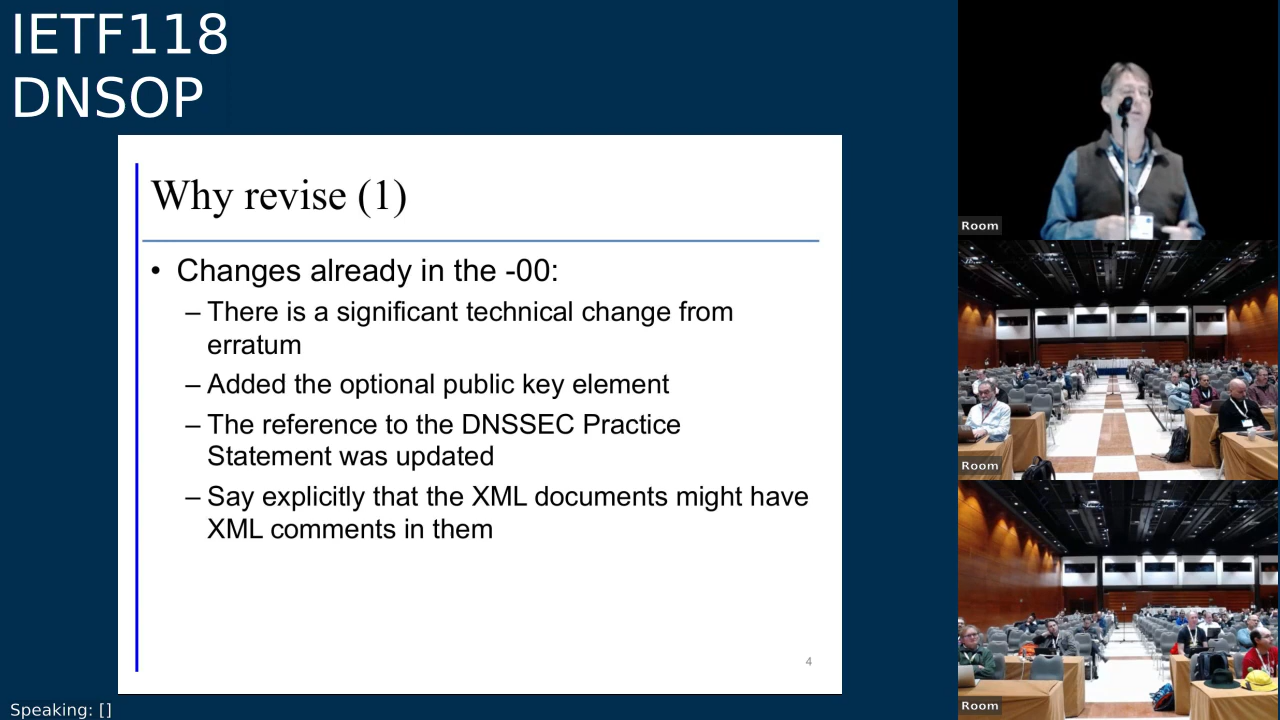 IETF118
DNSOP
Why revise (1)
• Changes already in the -00:
– There is a significant technical change from
erratum
– Added the optional public key element
– The reference to the DNSSEC Practice
Statement was updated
– Say explicitly that the XML documents might have
XML comments in them
4
Speaking: []
Room
Room
Room